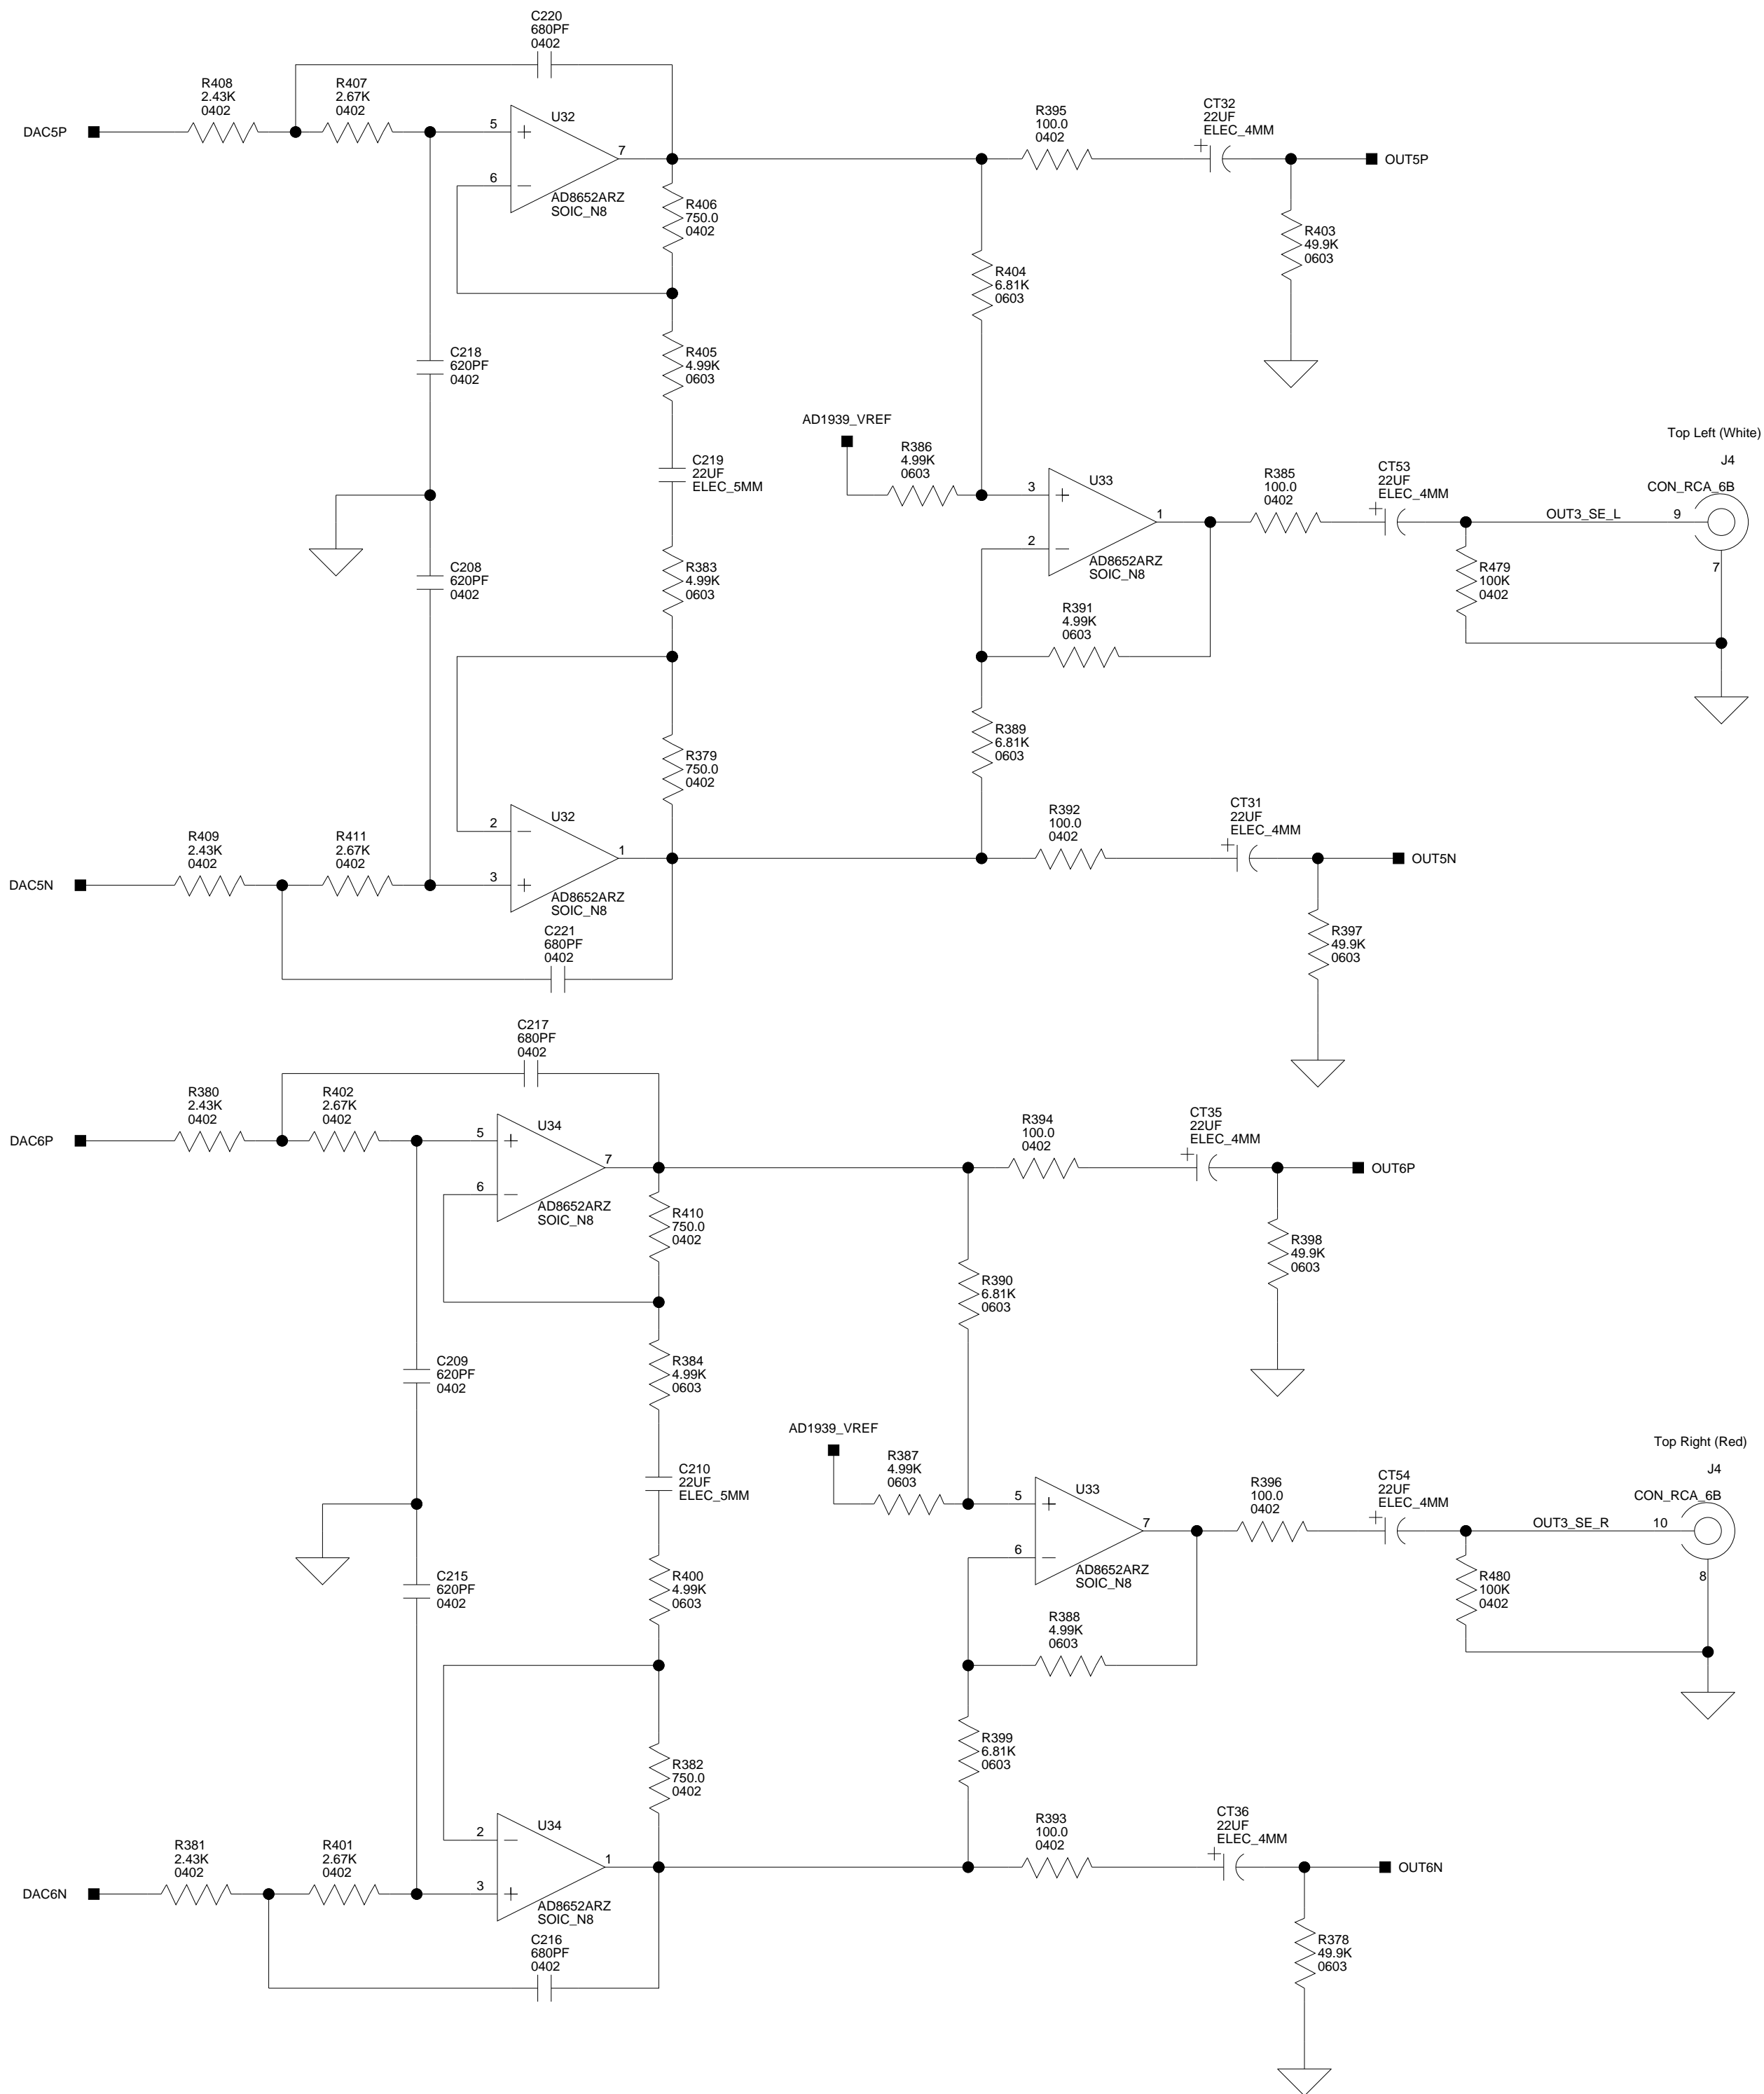 C220
680PF
0402
R408
2.43K
0402
R407
2.67K
0402
DAC5P
5
+
6
−
U32
7
AD8652ARZ
SOIC_N8
R406
750.0
0402
R395
100.0
0402
CT32
22UF
ELEC_4MM
+
OUT5P
R403
49.9K
0603
R404
6.81K
0603
C218
620PF
0402
R405
4.99K
0603
C219
22UF
ELEC_5MM
AD1939_VREF
R386
4.99K
0603
3
+
2
−
U33
1
AD8652ARZ
SOIC_N8
R385
100.0
0402
CT53
22UF
ELEC_4MM
+
Top Left (White)
J4
CON_RCA_6B
OUT3_SE_L
9
7
R479
100K
0402
C208
620PF
0402
R383
4.99K
0603
R391
4.99K
0603
R389
6.81K
0603
R379
750.0
0402
R409
2.43K
0402
R411
2.67K
0402
DAC5N
2
−
3
+
U32
1
AD8652ARZ
SOIC_N8
C221
680PF
0402
R392
100.0
0402
CT31
22UF
ELEC_4MM
+
OUT5N
R397
49.9K
0603
C217
680PF
0402
R380
2.43K
0402
R402
2.67K
0402
DAC6P
5
+
6
−
U34
7
AD8652ARZ
SOIC_N8
R410
750.0
0402
R394
100.0
0402
CT35
22UF
ELEC_4MM
+
OUT6P
R398
49.9K
0603
R390
6.81K
0603
C209
620PF
0402
R384
4.99K
0603
C210
22UF
ELEC_5MM
AD1939_VREF
R387
4.99K
0603
5
+
6
−
U33
7
AD8652ARZ
SOIC_N8
R396
100.0
0402
CT54
22UF
ELEC_4MM
+
Top Right (Red)
J4
CON_RCA_6B
OUT3_SE_R
10
8
R480
100K
0402
C215
620PF
0402
R400
4.99K
0603
R388
4.99K
0603
R399
6.81K
0603
R382
750.0
0402
R381
2.43K
0402
R401
2.67K
0402
DAC6N
2
−
3
+
U34
1
AD8652ARZ
SOIC_N8
C216
680PF
0402
R393
100.0
0402
CT36
22UF
ELEC_4MM
+
OUT6N
R378
49.9K
0603